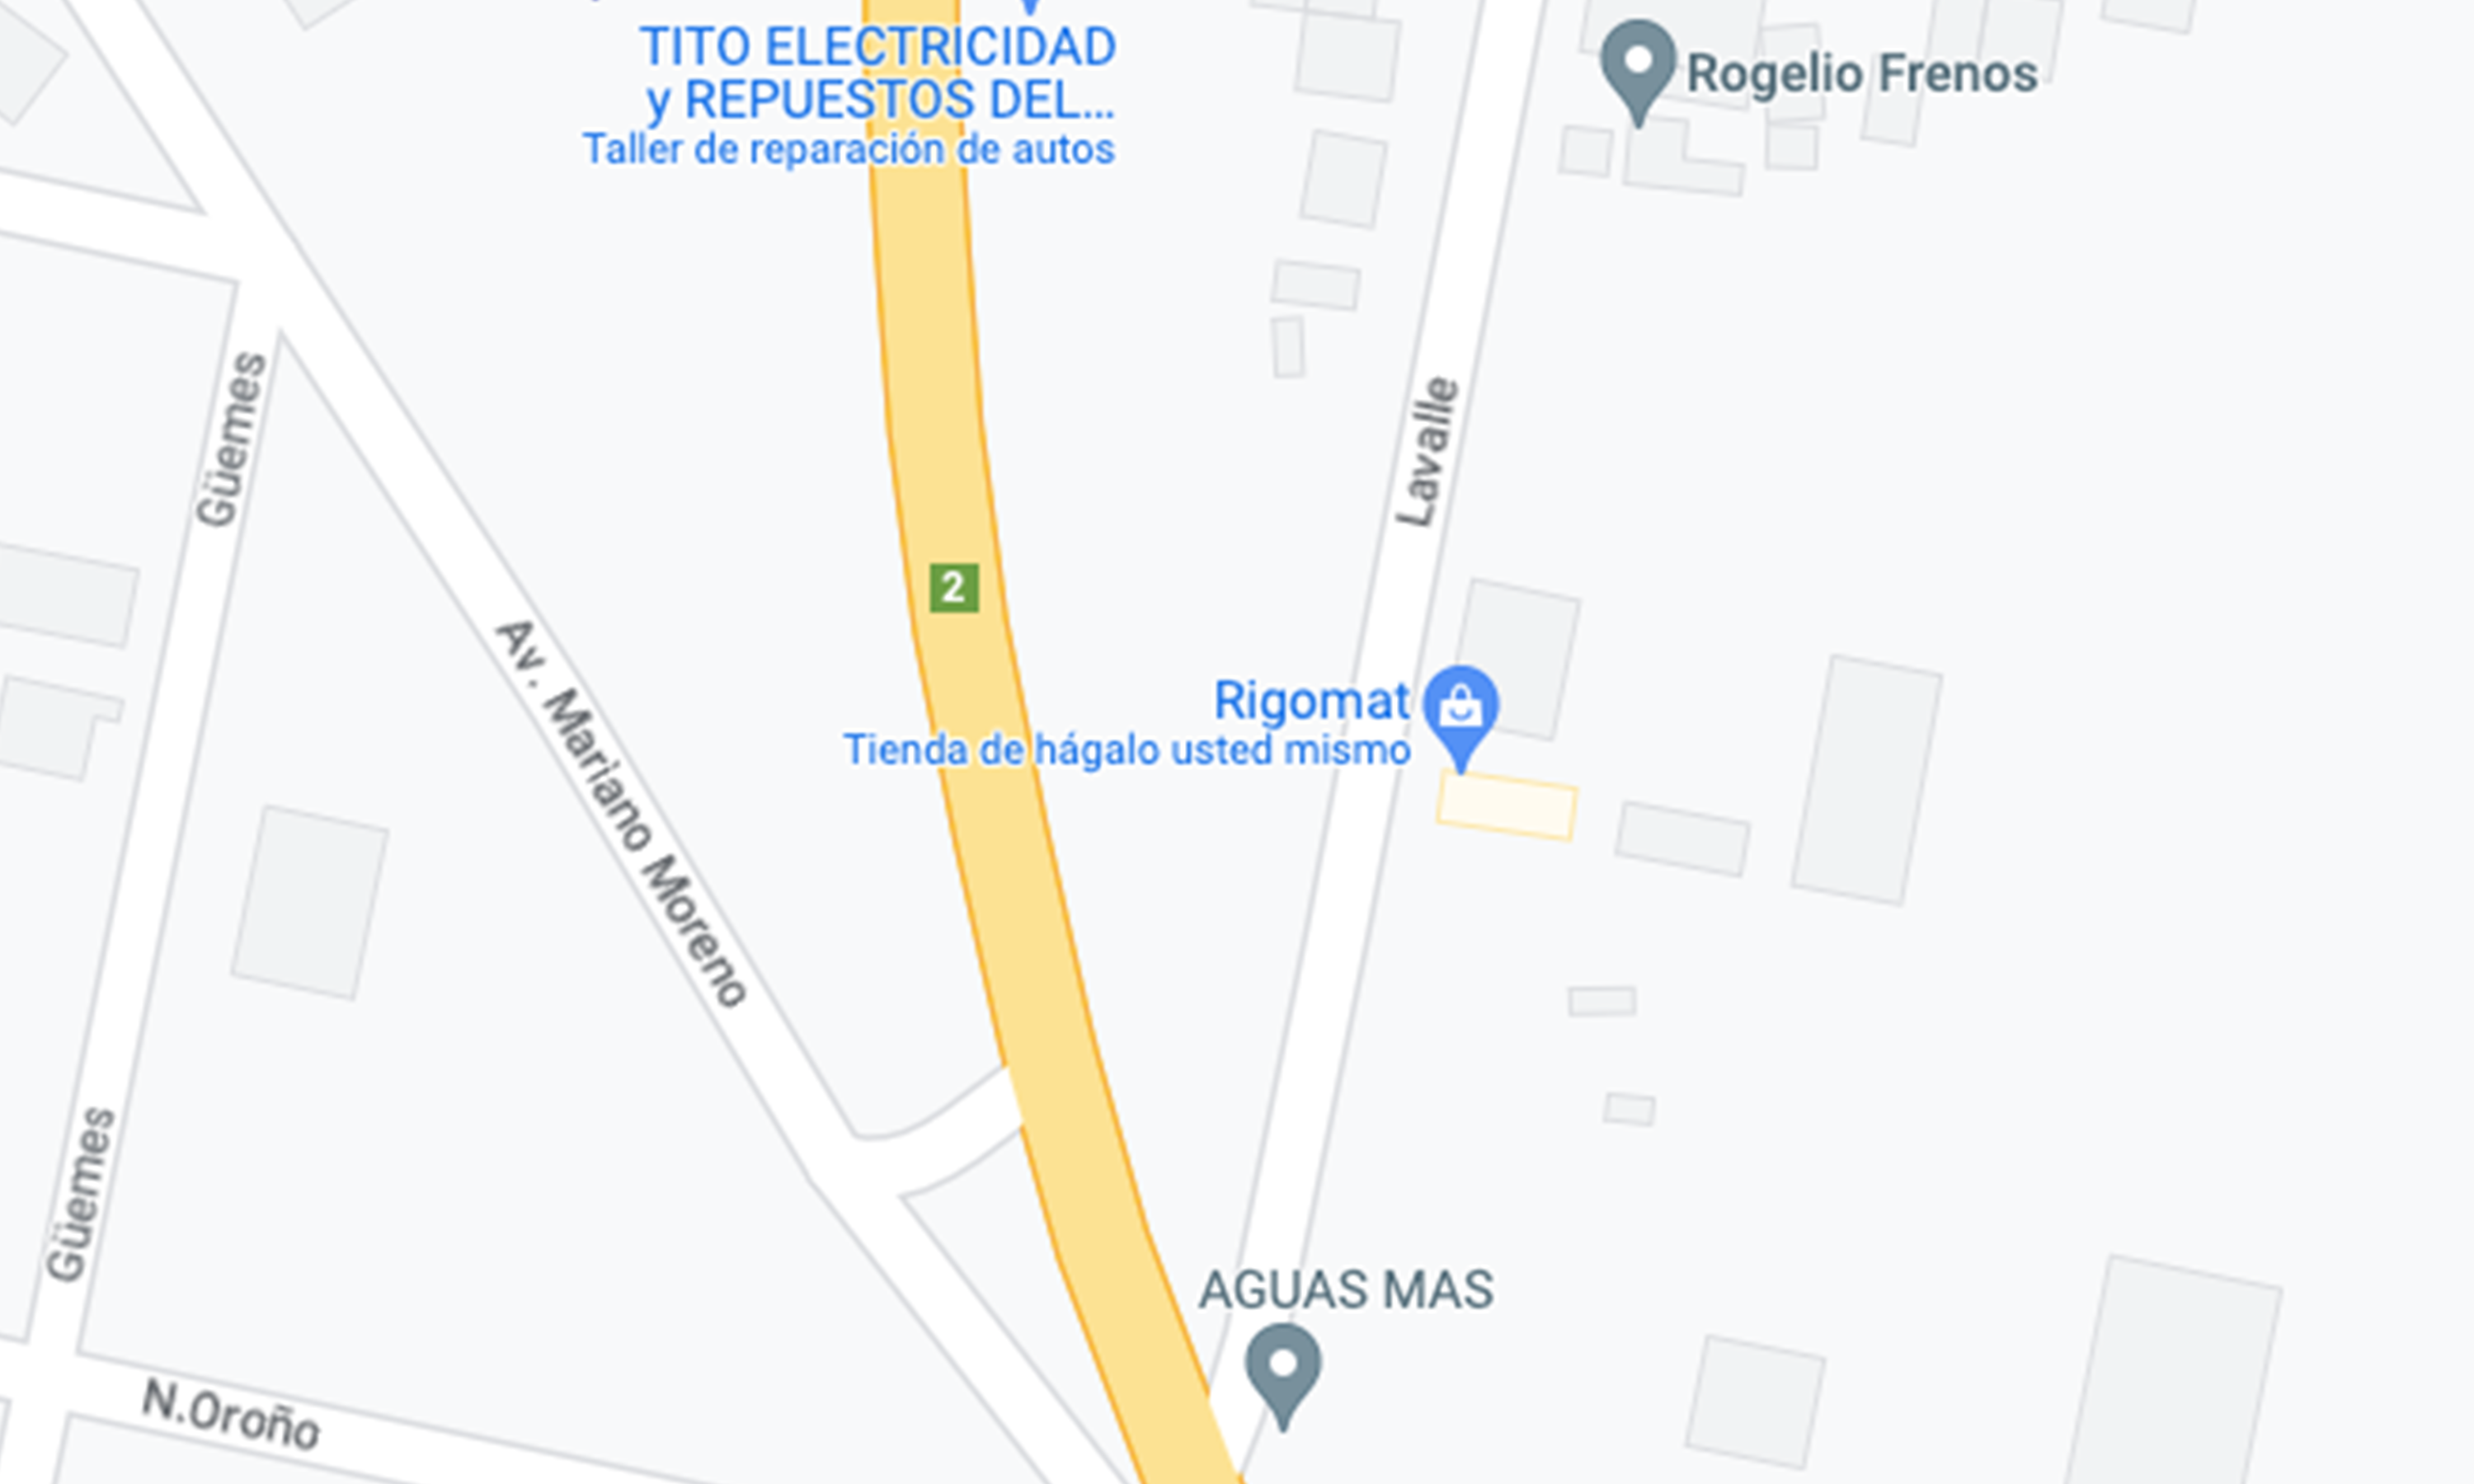 TITO ELECTRICIDAD
y REPUESTOS DEL...
Taller de reparación de autos
Rogelio Frenos
Güemes
Lavalle
2
Av. Mariano Moreno
Rigomat
Tienda de hágalo usted mismo
Güemes
AGUAS MAS
N.Oroño